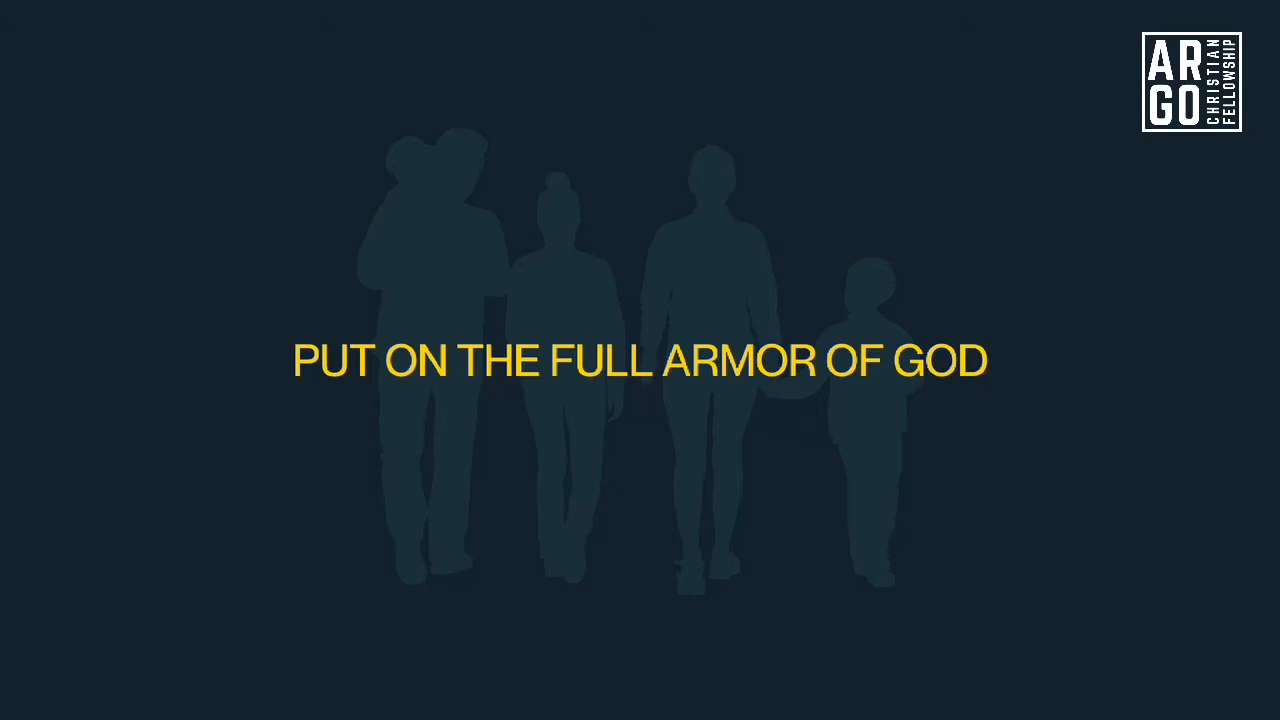 AR
GO
CHRISTIAN
FELLOWSHIP
PUT ON THE FULL ARMOR OF GOD